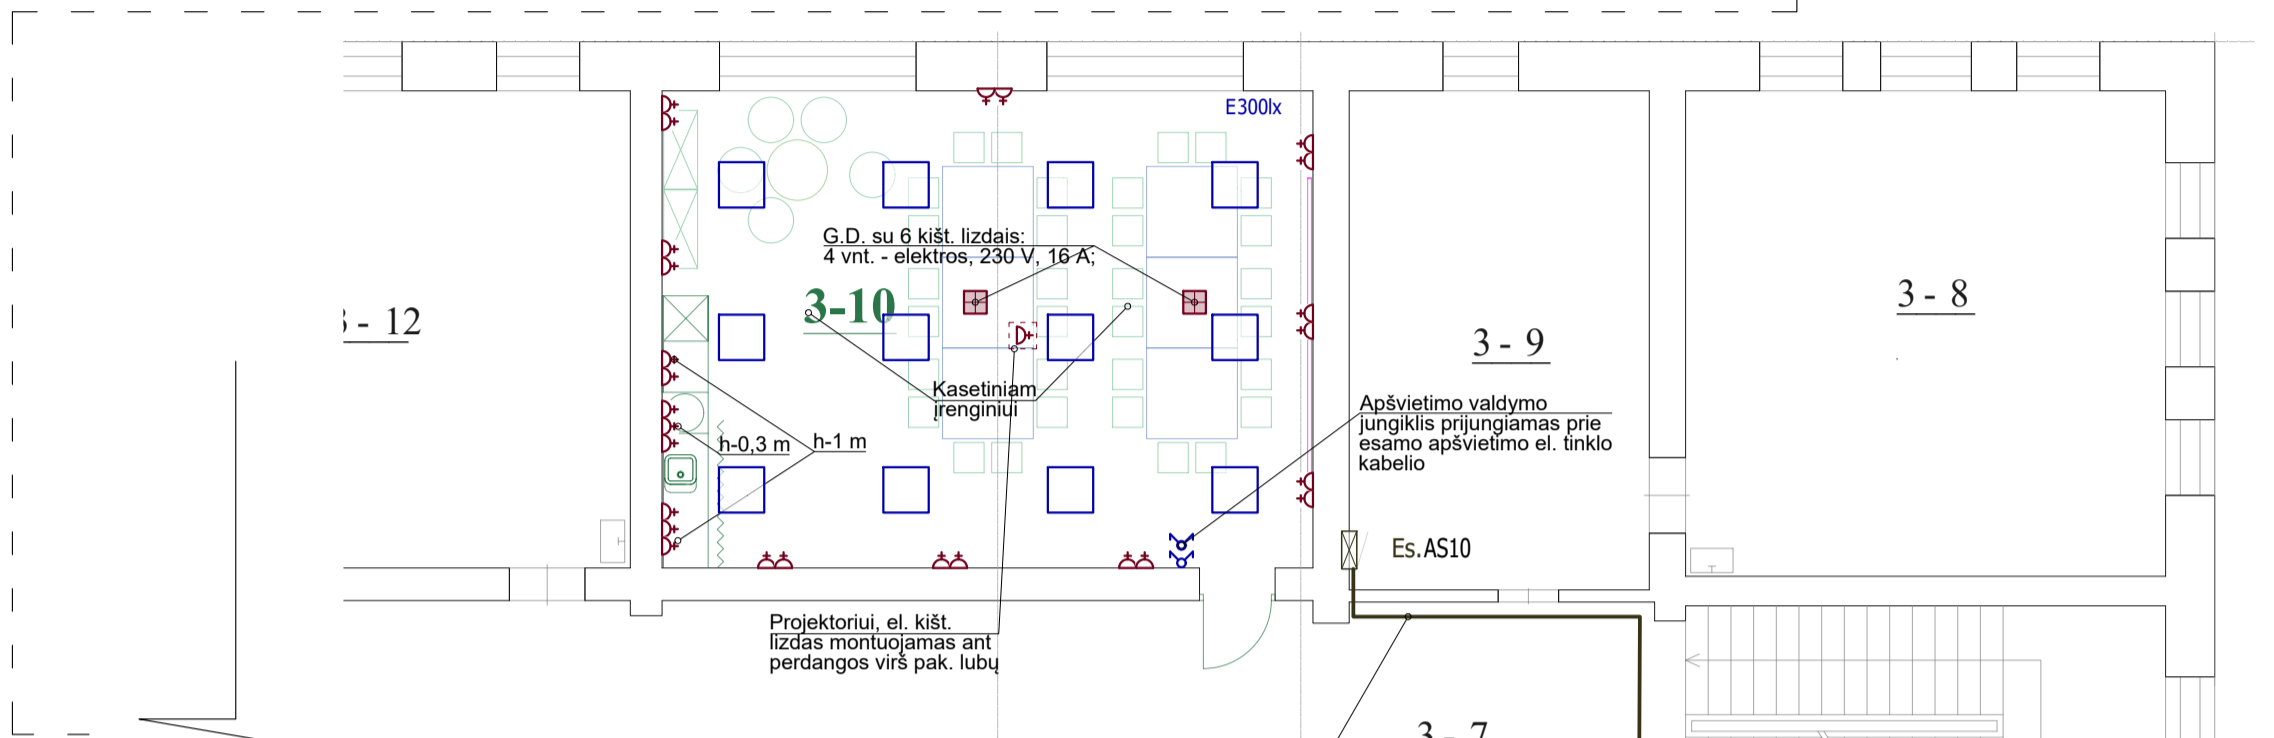 E300lx
G.D. su 6 kišt. lizdais:
4 vnt. - elektros, 230 V, 16 A;
3-10
- 12
3 - 9
3 - 8
Kasetiniam
įrenginiui
h-0,3 m
h-1 m
Apšvietimo valdymo
jungiklis prijungiamas prie
esamo apšvietimo el. tinklo
kabelio
Es.AS10
Projektoriui, el. kišt.
lizdas montuojamas ant
perdangos virš pak. lubų
3 - 7